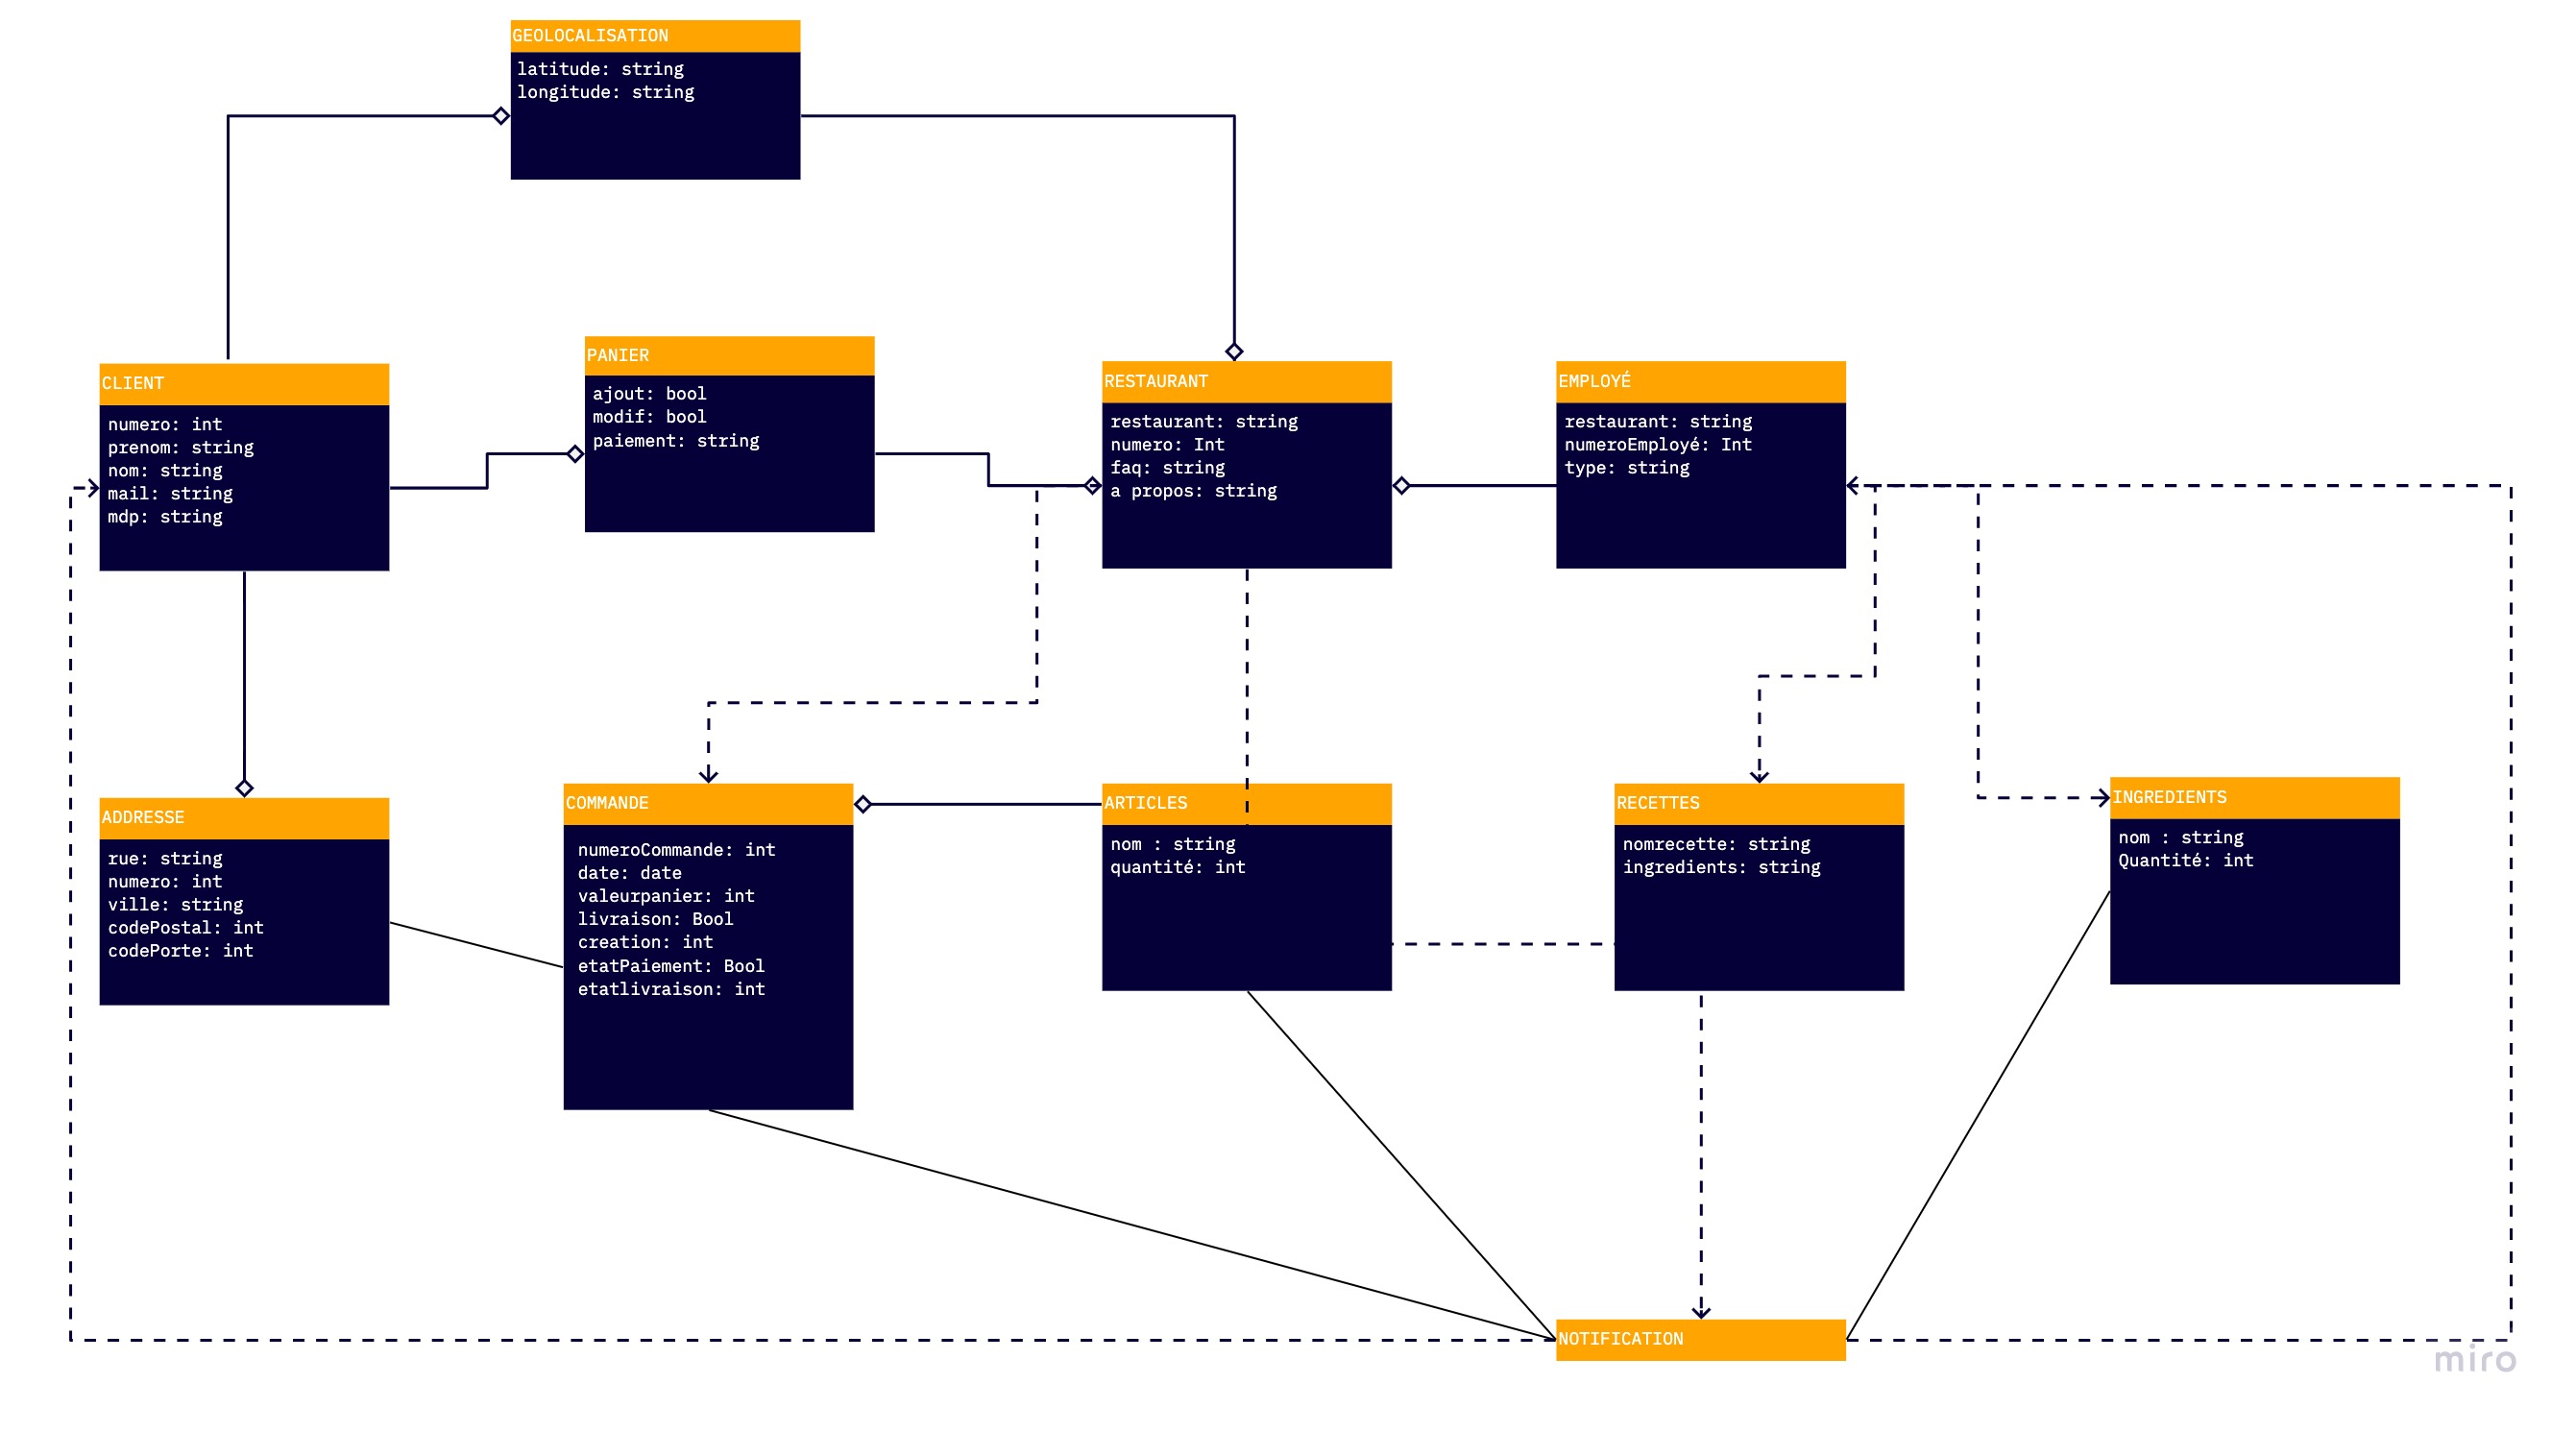 GEOLOCALISATION
latitude: string
longitude: string
CLIENT
numero: int
prenom: string
nom: string
mail: string
mdp: string
PANIER
ajout: bool
modif: bool
paiement: string
RESTAURANT
restaurant: string
numero: Int
faq: string
a propos: string
EMPLOYÉ
restaurant: string
numeroEmployé: Int
type: string
ADDRESSE
rue: string
numero: int
ville: string
codePostal: int
codePorte: int
COMMANDE
numeroCommande: int
date: date
valeurpanier: int
livraison: Bool
creation: int
etatPaiement: Bool
etatlivraison: int
ARTICLES
nom : string
quantité: int
RECETTES
nomrecette: string
ingredients: string
INGREDIENTS
nom : string
Quantité: int
NOTIFICATION
miro